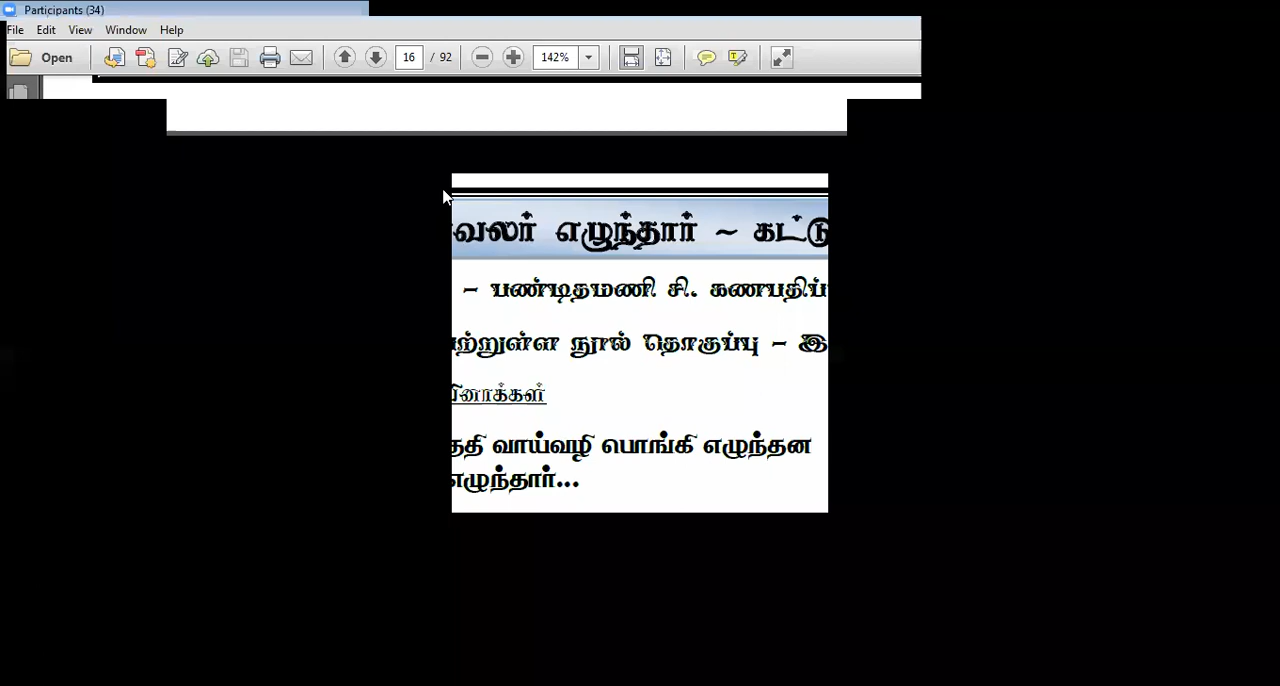 Participants (34)
File Edit View Window Help
Open 16 / 92 142%
வலர் எழுந்தார் ~ கட்டு
– பண்டிதமணி. சி.. கணபதிப்
ற்றுள்ள நூல் தொகுப்பு – இ
வினாக்கள்
ததி வாய்வழி பொங்கி எழுந்தன
எழுந்தார்...